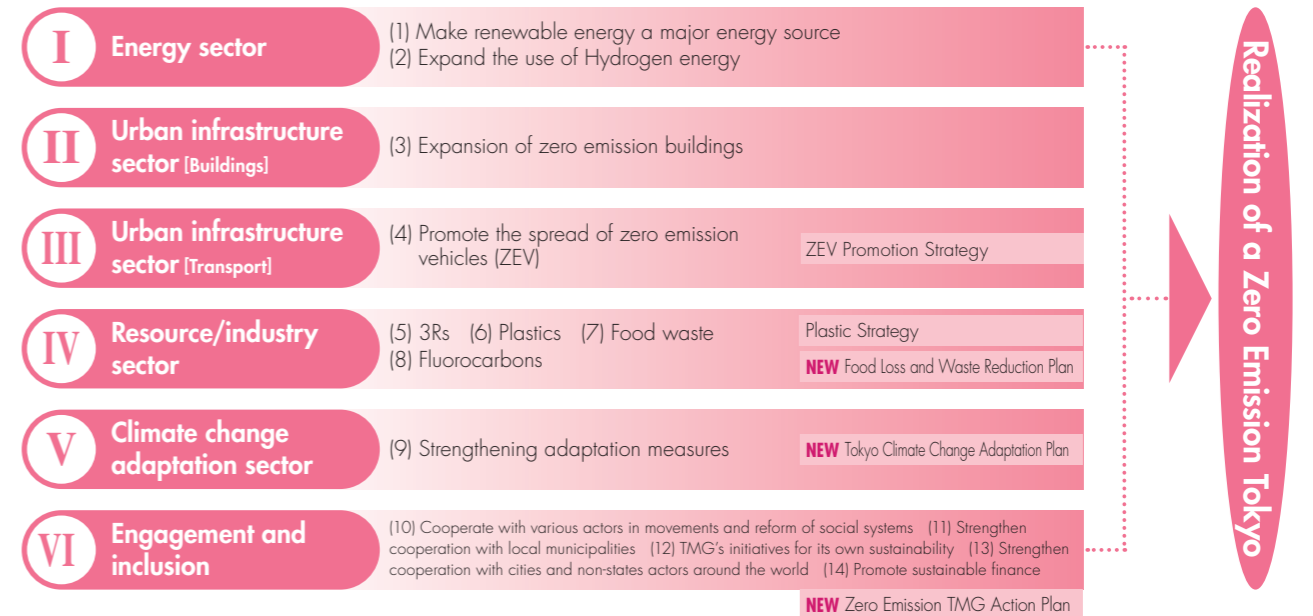 I
Energy sector
(1) Make renewable energy a major energy source
(2) Expand the use of Hydrogen energy
II
Urban infrastructure
sector [Buildings]
(3) Expansion of zero emission buildings
III
Urban infrastructure
sector [Transport]
(4) Promote the spread of zero emission
vehicles (ZEV)
ZEV Promotion Strategy
IV
Resource/industry
sector
(5) 3Rs (6) Plastics (7) Food waste
(8) Fluorocarbons
Plastic Strategy
NEW Food Loss and Waste Reduction Plan
V
Climate change
adaptation sector
(9) Strengthening adaptation measures
NEW Tokyo Climate Change Adaptation Plan
VI
Engagement and
inclusion
(10) Cooperate with various actors in movements and reform of social systems (11) Strengthen
cooperation with local municipalities (12) TMG's initiatives for its own sustainability (13) Strengthen
cooperation with cities and non-states actors around the world (14) Promote sustainable finance
NEW Zero Emission TMG Action Plan
Realization of a Zero Emission Tokyo